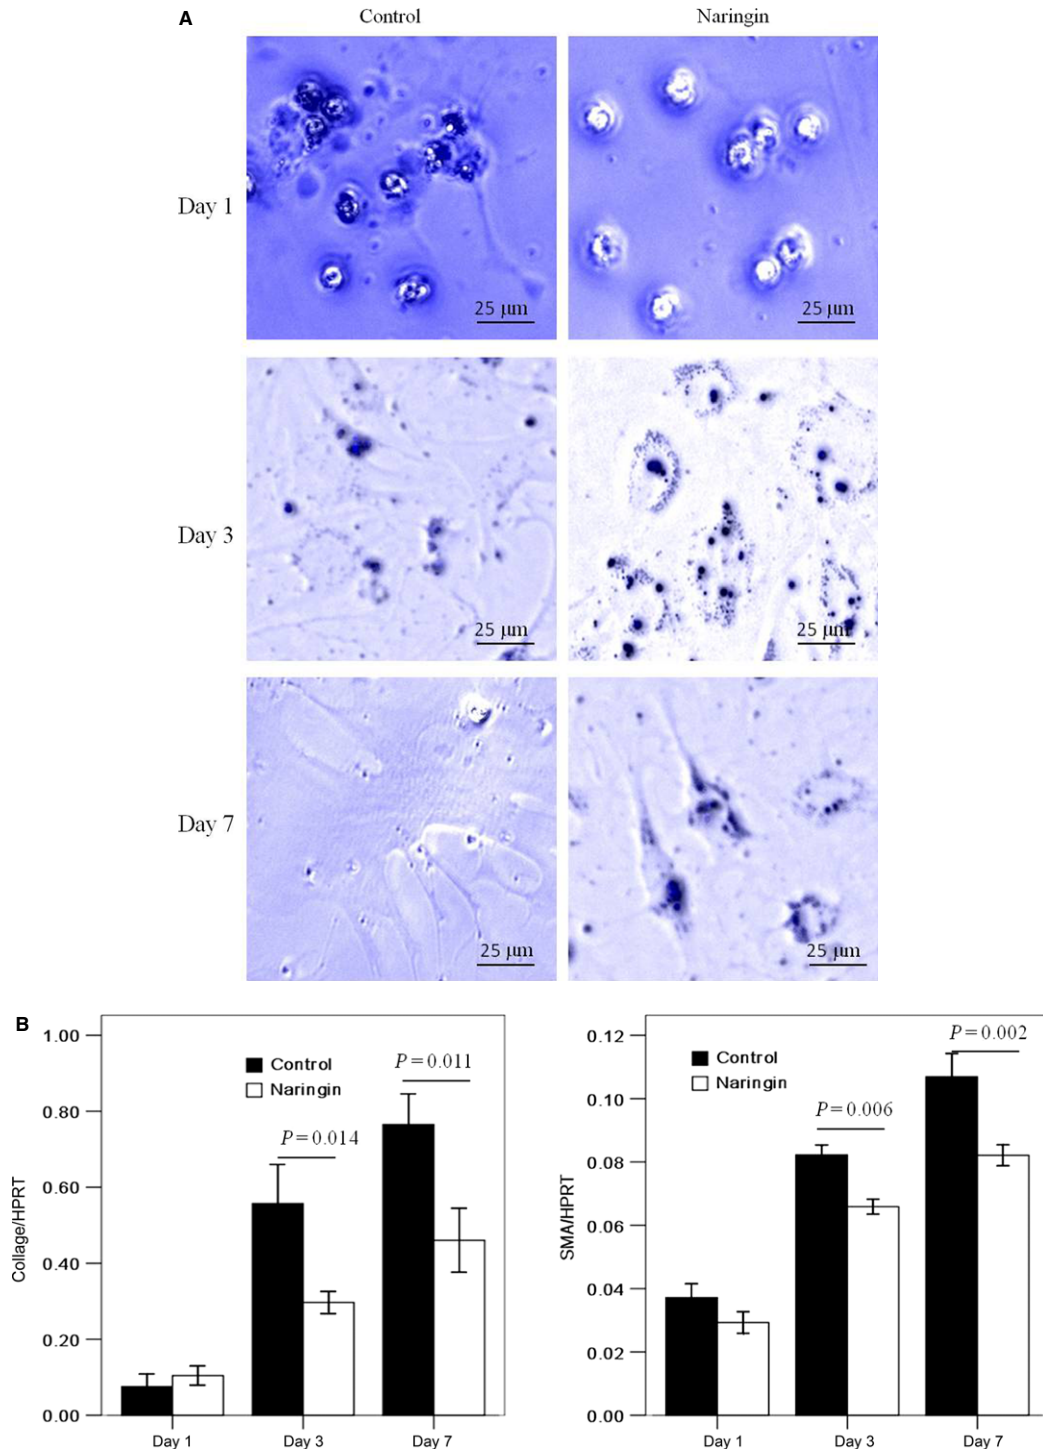 A
Control Naringin
Day 1
25 μm 25 μm
Day 3
25 μm 25 μm
Day 7
25 μm 25 μm
B
1.00
0.80
0.60
0.40
0.20
0.00
Collage/HPRT
Control
Naringin
P = 0.014
P = 0.011
Day 1 Day 3 Day 7
0.12
0.10
0.08
0.06
0.04
0.02
0.00
SMA/HPRT
Control
Naringin
P = 0.006
P = 0.002
Day 1 Day 3 Day 7